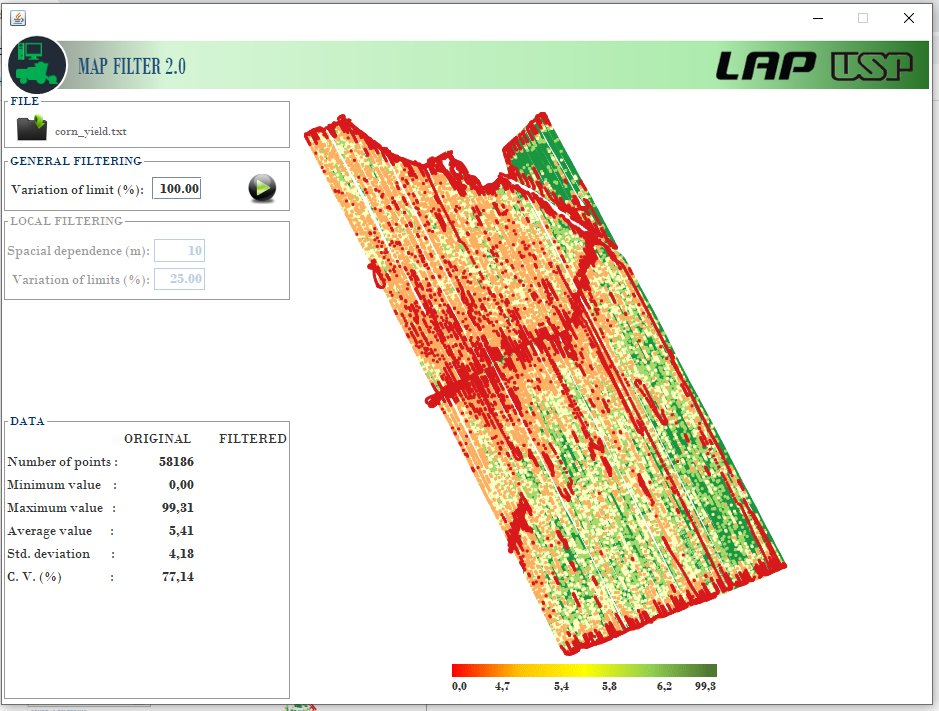 MAP FILTER 2.0
LAP USP
FILE
corn_yield.txt
GENERAL FILTERING
Variation of limit (%): 100.00
LOCAL FILTERING
Spacial dependence (m): 10
Variation of limits (%): 25.00
DATA
ORIGINAL FILTERED
Number of points : 58186
Minimum value : 0,00
Maximum value : 99,31
Average value : 5,41
Std. deviation : 4,18
C. V. (%) : 77,14
0,0 4,7 5,4 5,8 6,2 99,3